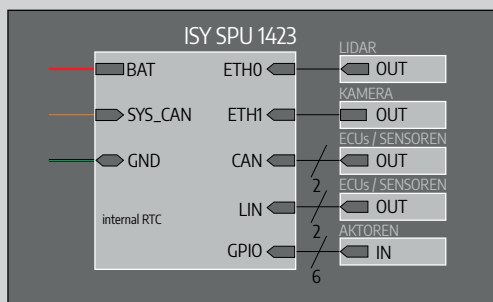 ISY SPU 1423
LIDAR
BAT ETH0 OUT
KAMERA
SYS_CAN ETH1 OUT
ECUs / SENSOREN
GND CAN OUT
2
ECUs / SENSOREN
LIN OUT
internal RTC
2
AKTOREN
GPIO IN
6